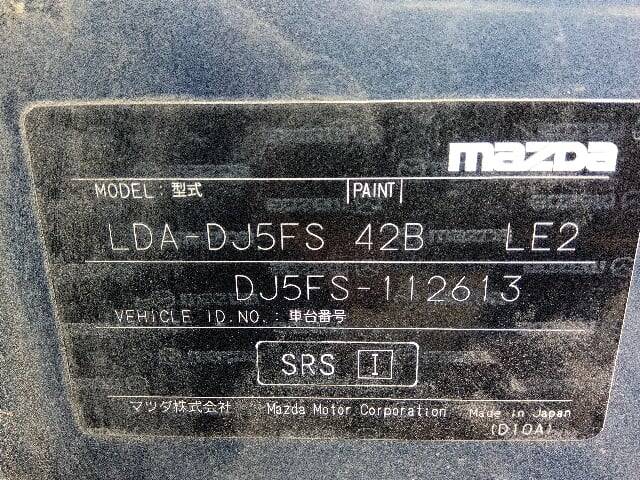 mazda
MODEL:型式 |PAINT|
LDA-DJ5FS 42B LE2
DJ5FS-112613
VEHICLE ID.NO.:車台番号
SRS I
マツダ株式会社 Mazda Motor Corporation Made in Japan
(D10A)